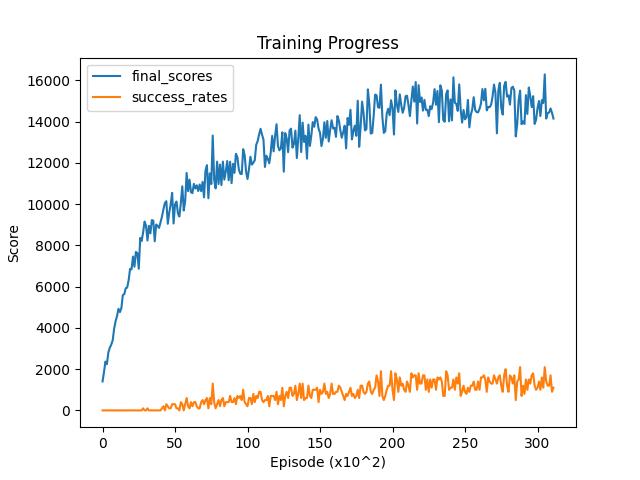 Training Progress
final_scores
success_rates
Score
16000
14000
12000
10000
8000
6000
4000
2000
0
0 50 100 150 200 250 300
Episode (x10^2)